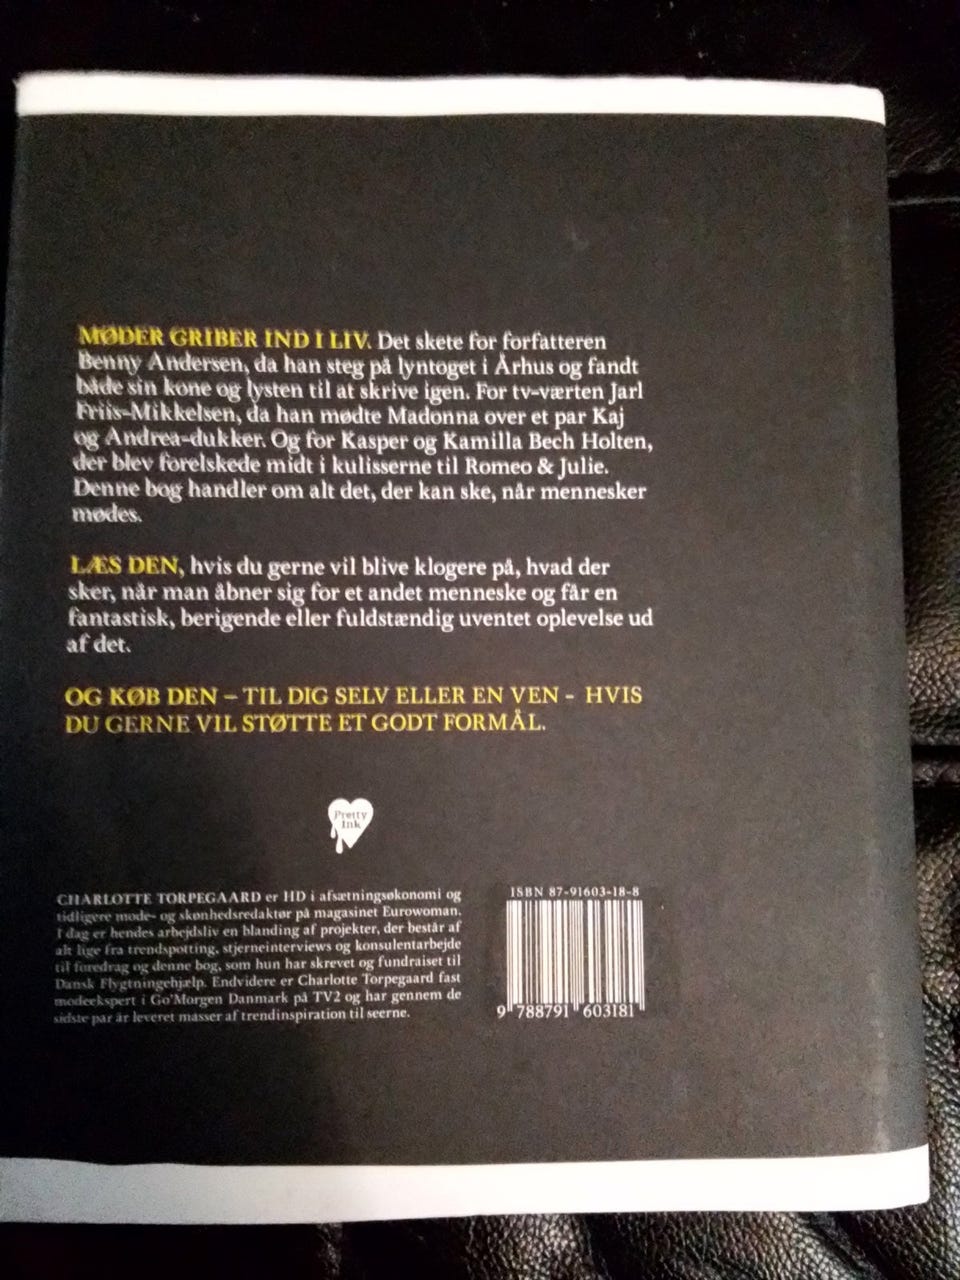 MØDER GRIBER IND I LIV. Det skete for forfatteren
Benny Andersen, da han steg på lyntoget i Århus og fandt
både sin kone og lysten til at skrive igen. For tv-værten Jarl
Friis-Mikkelsen, da han mødte Madonna over et par Kaj
og Andrea-dukker. Og for Kasper og Kamilla Bech Holten,
der blev forelskede midt i kulisserne til Romeo & Julie.
Denne bog handler om alt det, der kan ske, når mennesker
mødes.
LÆS DEN, hvis du gerne vil blive klogere på, hvad der
sker, når man åbner sig for et andet menneske og får en
fantastisk, berigende eller fuldstændig uventet oplevelse ud
af det.
OG KØB DEN – TIL DIG SELV ELLER EN VEN - HVIS
DU GERNE VIL STØTTE ET GODT FORMÅL.
Pretty
Ink
CHARLOTTE TORPEGAARD er HD i afsætningsøkonomi og
tidligere mode- og skønhedsredaktør på magasinet Eurowoman.
I dag er hendes arbejdsliv en blanding af projekter, der består af
alt lige fra trendspotting, stjerneinterviews og konsulentarbejde
til foredrag og denne bog, som hun har skrevet og fundraiset til
Dansk Flygtningehjælp. Endvidere er Charlotte Torpegaard fast
modeekspert i Go'Morgen Danmark på TV2 og har gennem de
sidste par år leveret masser af trendinspiration til seerne.
ISBN 87-91603-18-8
9 788791 603181